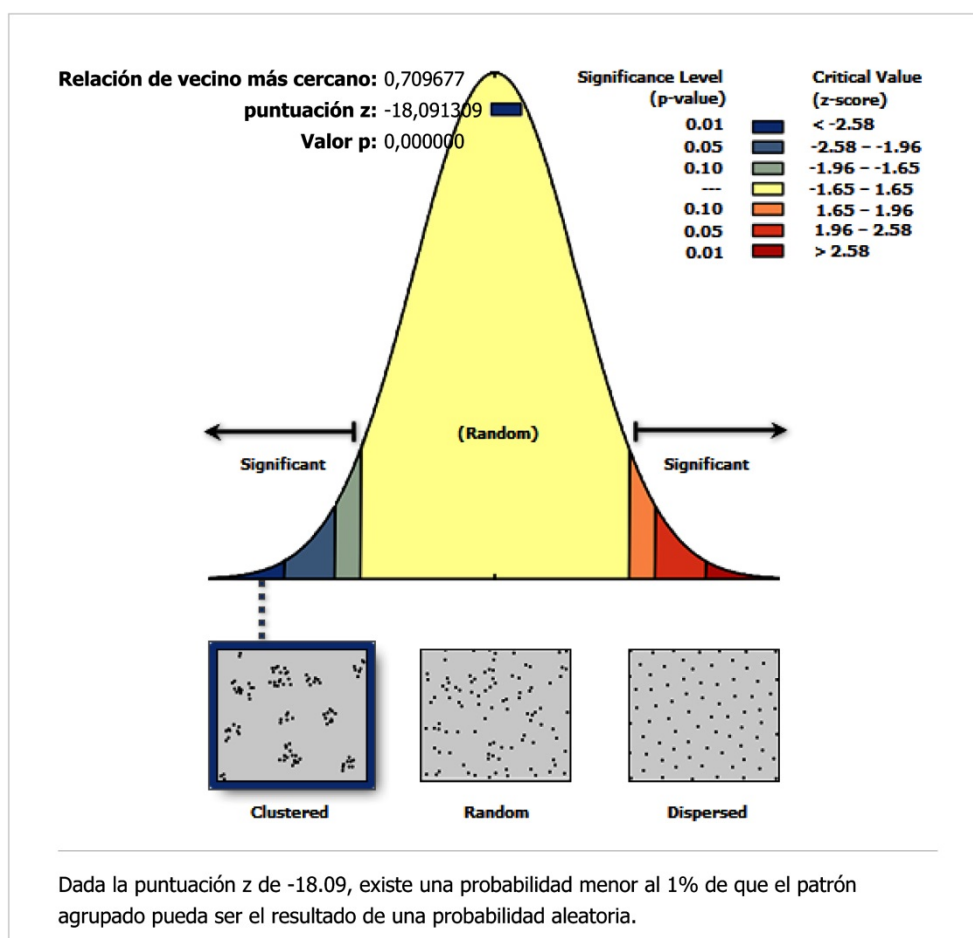 Relación de vecino más cercano: 0,709677
puntuación z: -18,091309
Valor p: 0,000000
Significance Level
(p-value)
Critical Value
(z-score)
0.01 < -2.58
0.05 -2.58 – -1.96
0.10 -1.96 – -1.65
--- -1.65 – 1.65
0.10 1.65 – 1.96
0.05 1.96 – 2.58
0.01 > 2.58
(Random)
Significant
Significant
Clustered
Random
Dispersed
Dada la puntuación z de -18.09, existe una probabilidad menor al 1% de que el patrón
agrupado pueda ser el resultado de una probabilidad aleatoria.